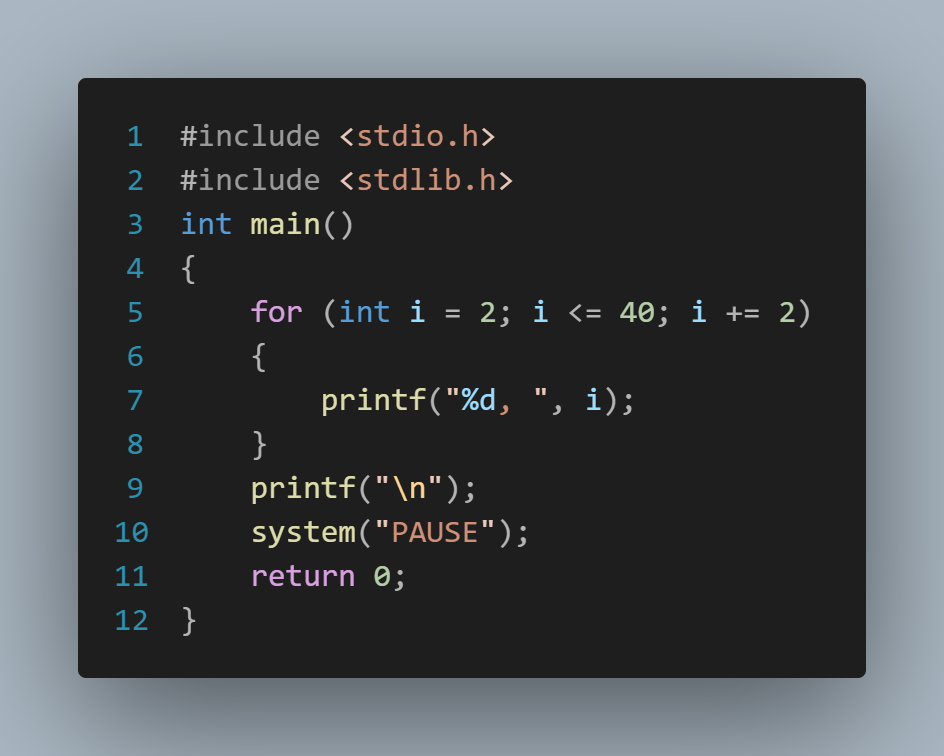 1 #include <stdio.h>
2 #include <stdlib.h>
3 int main()
4 {
5     for (int i = 2; i <= 40; i += 2)
6     {
7         printf("%d, ", i);
8     }
9     printf("\n");
10     system("PAUSE");
11     return 0;
12 }